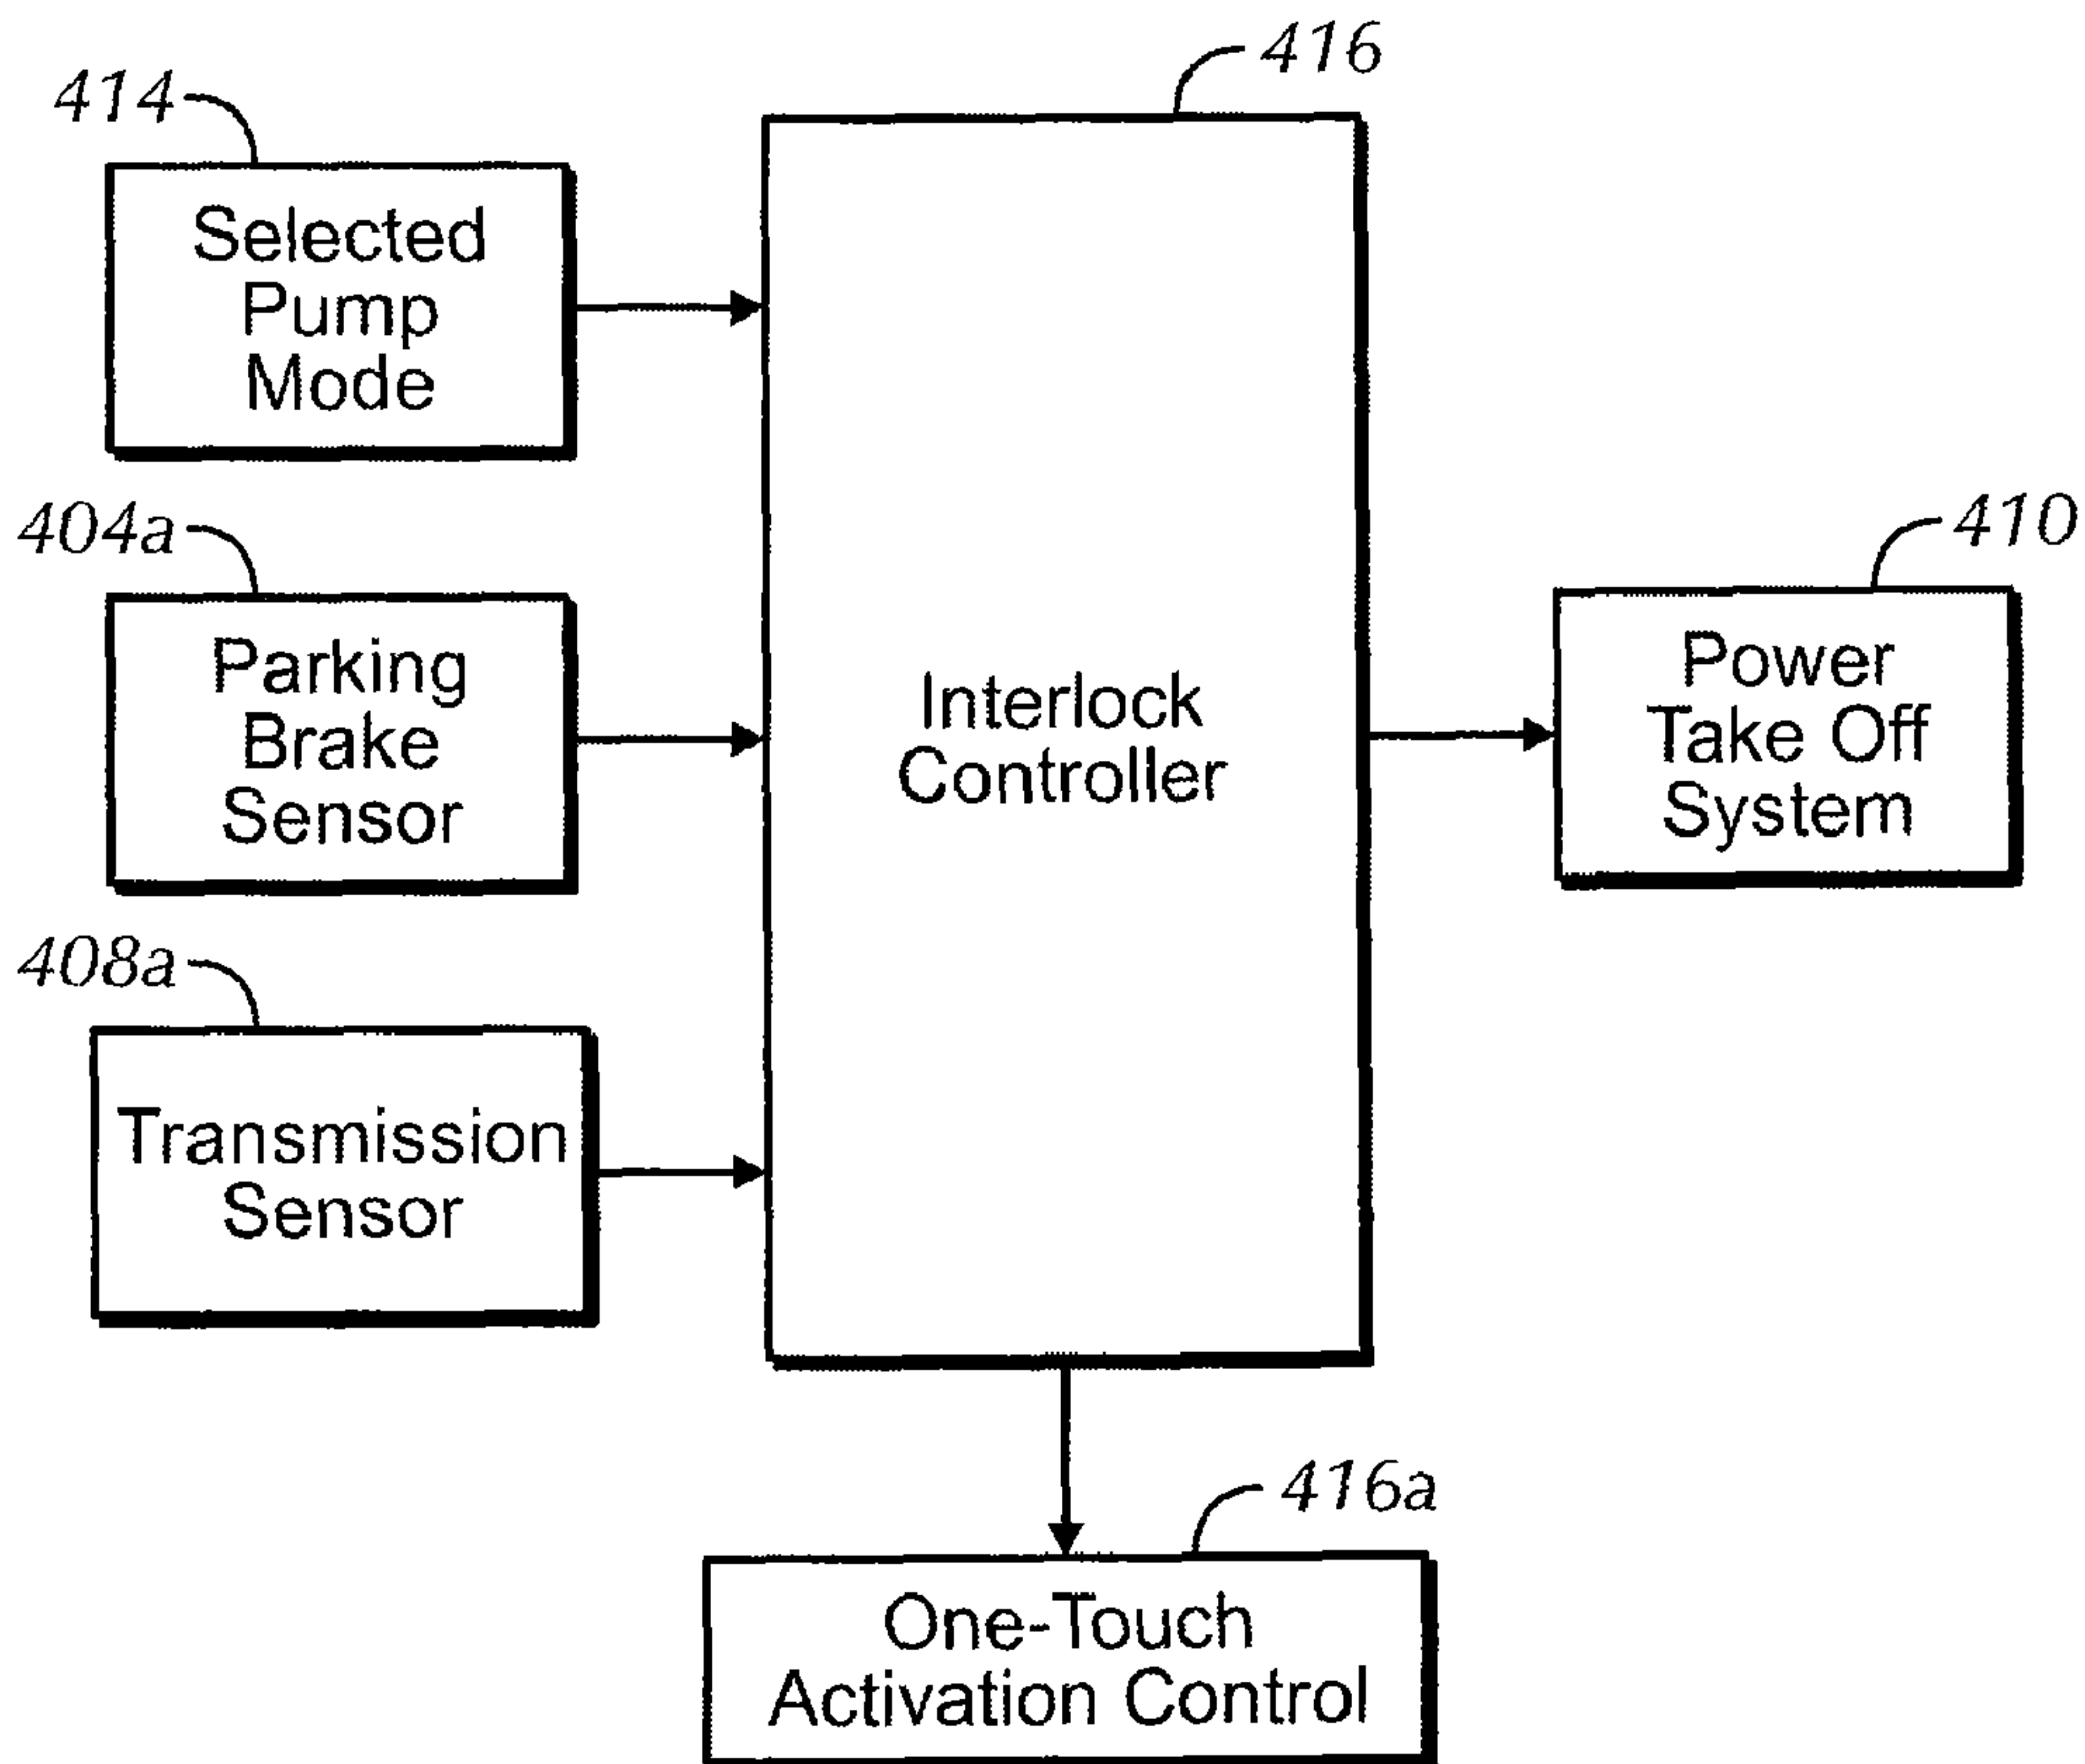 416
414
Selected
Pump
Mode
404a
Parking
Brake
Sensor
408a
Transmission
Sensor
Interlock
Controller
410
Power
Take Off
System
416a
One-Touch
Activation Control